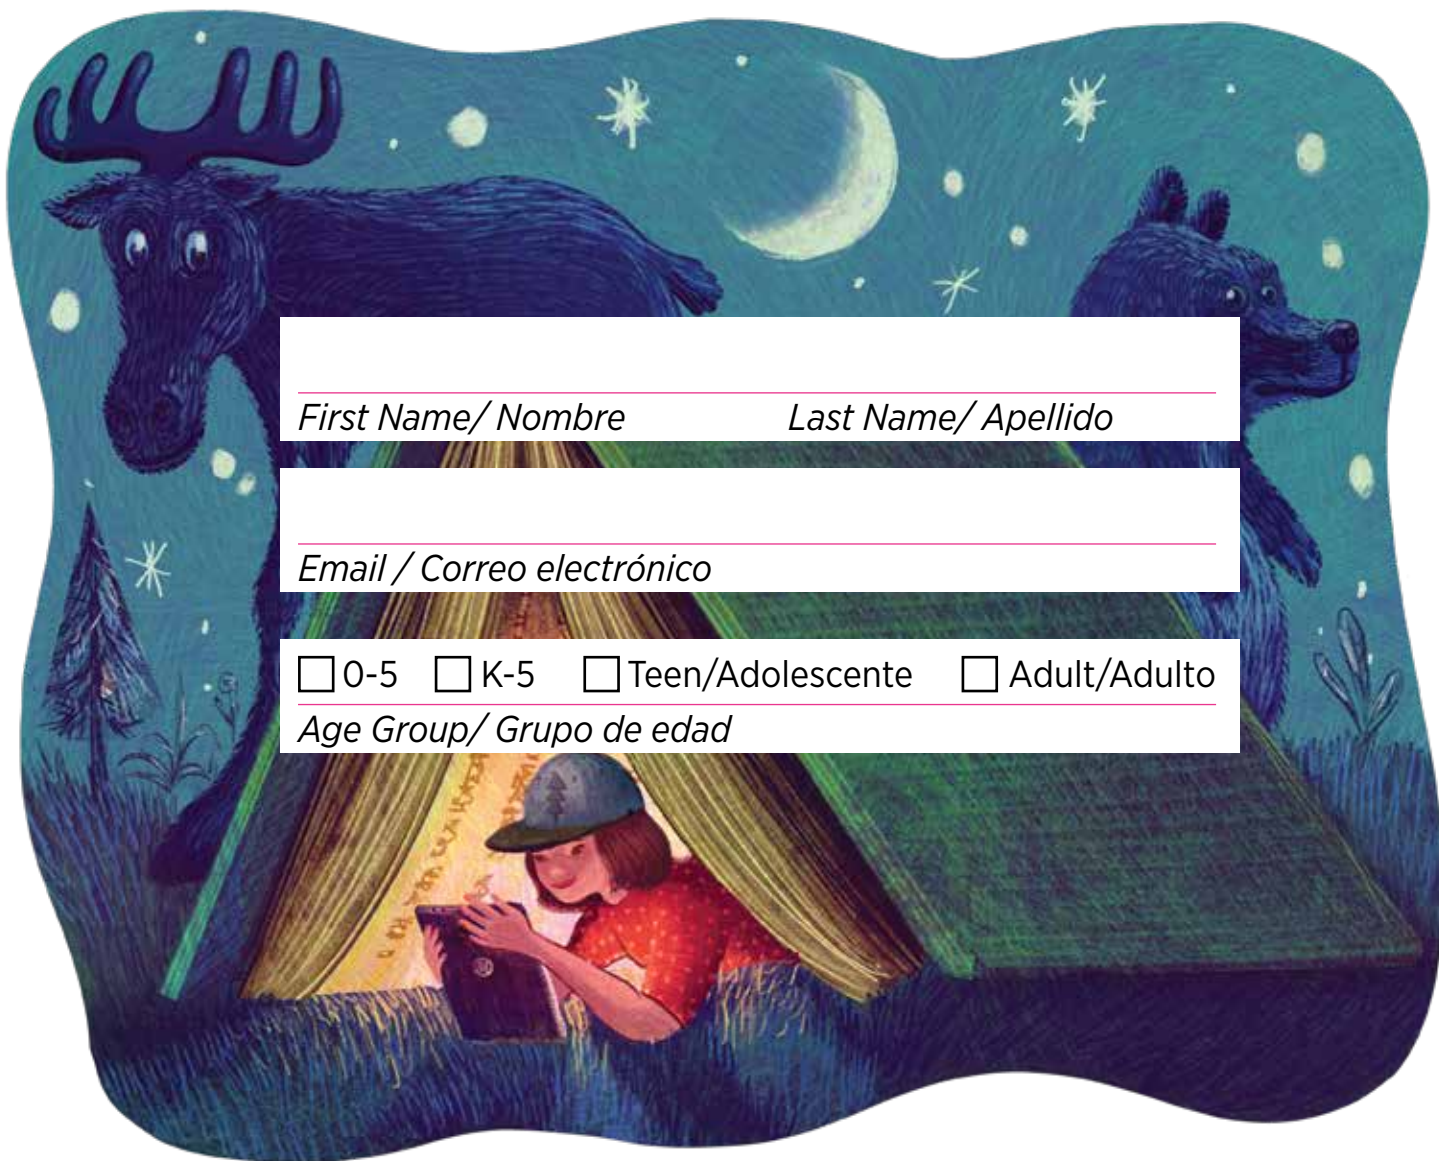 First Name/ Nombre Last Name/ Apellido
Email / Correo electrónico
0-5 K-5 Teen/Adolescente Adult/Adulto
Age Group/ Grupo de edad